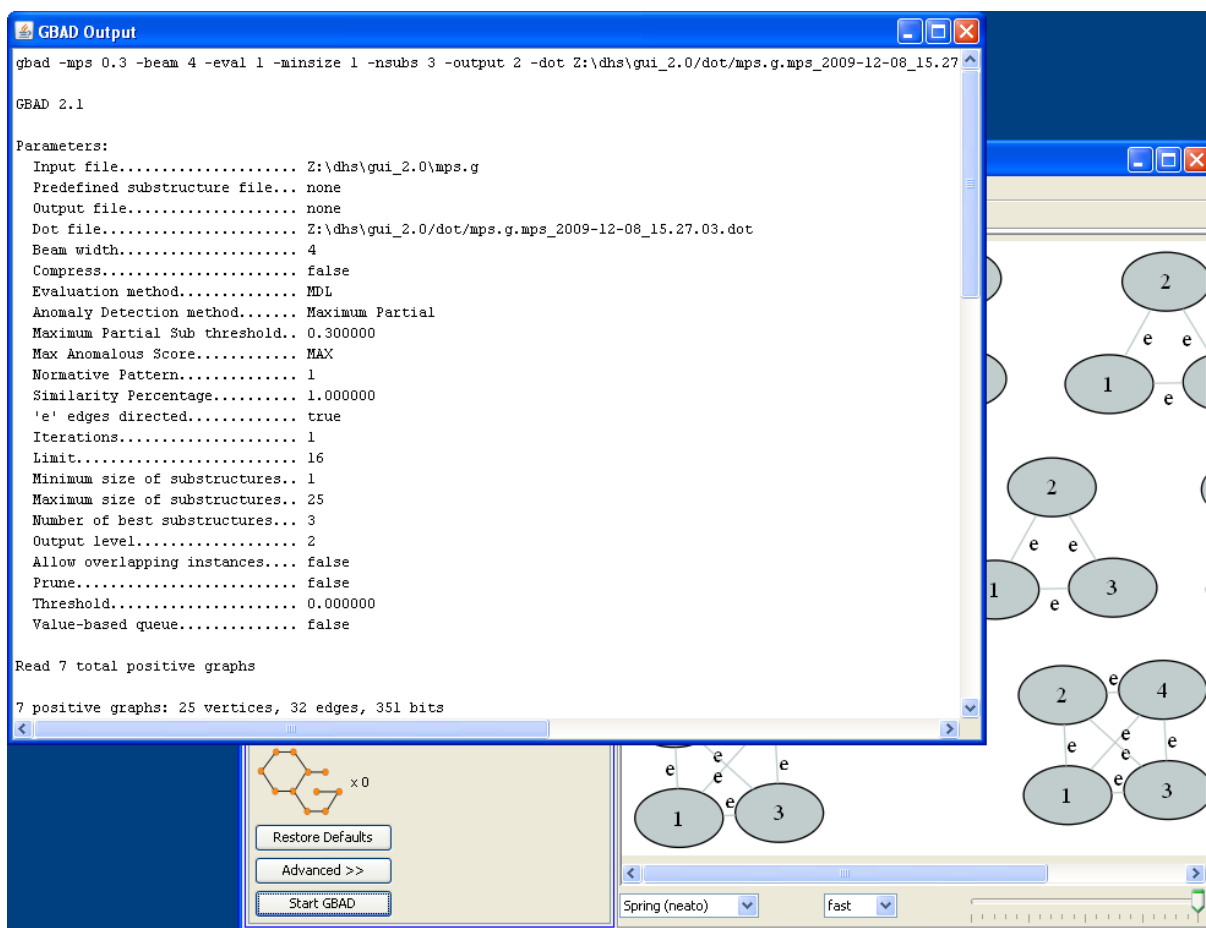 GBAD Output
gbad -mps 0.3 -beam 4 -eval 1 -minsize 1 -nsubs 3 -output 2 -dot Z:\dhs\gui_2.0/dot/mps.g.mps_2009-12-08_15.27
GBAD 2.1
Parameters:
Input file..................... Z:\dhs\gui_2.0\mps.g
Predefined substructure file... none
Output file.................... none
Dot file....................... Z:\dhs\gui_2.0/dot/mps.g.mps_2009-12-08_15.27.03.dot
Beam width..................... 4
Compress....................... false
Evaluation method.............. MDL
Anomaly Detection method....... Maximum Partial
Maximum Partial Sub threshold.. 0.300000
Max Anomalous Score............ MAX
Normative Pattern.............. 1
Similarity Percentage.......... 1.000000
'e' edges directed............. true
Iterations..................... 1
Limit.......................... 16
Minimum size of substructures.. 1
Maximum size of substructures.. 25
Number of best substructures... 3
Output level................... 2
Allow overlapping instances.... false
Prune.......................... false
Threshold...................... 0.000000
Value-based queue.............. false
Read 7 total positive graphs
7 positive graphs: 25 vertices, 32 edges, 351 bits
2
e e
1
e
2
e e
1 3
e
2 e 4
e e e
e
1 e 3
e e e
e
1 e 3
x 0
Restore Defaults
Advanced >>
Start GBAD
Spring (neato)
fast